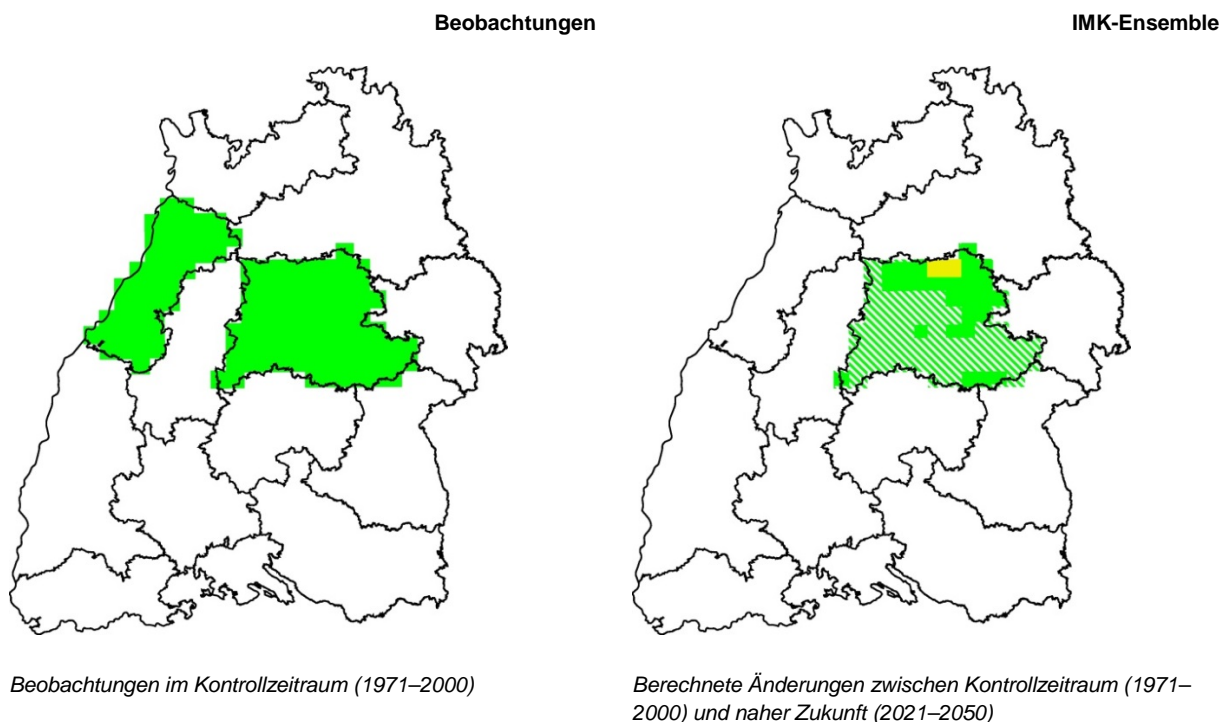 Beobachtungen
IMK-Ensemble
Beobachtungen im Kontrollzeitraum (1971–2000)
Berechnete Änderungen zwischen Kontrollzeitraum (1971–
2000) und naher Zukunft (2021–2050)